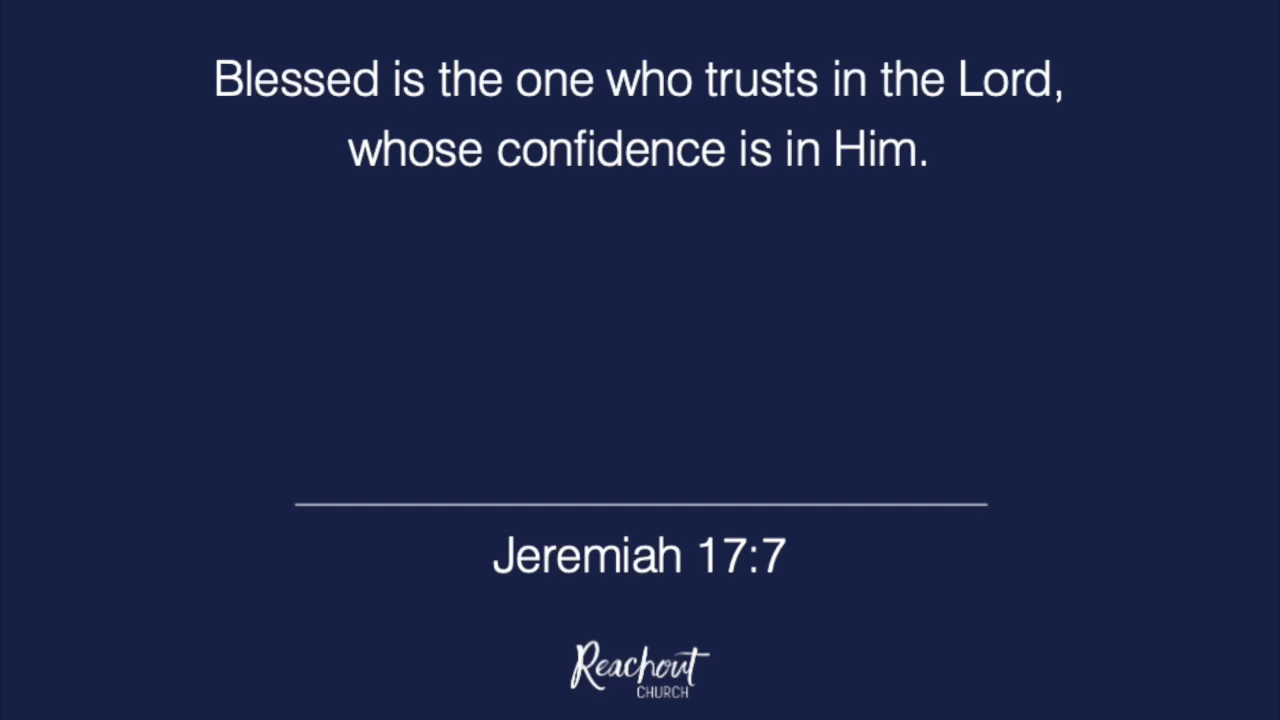 Blessed is the one who trusts in the Lord,
whose confidence is in Him.
Jeremiah 17:7
Reachout
CHURCH